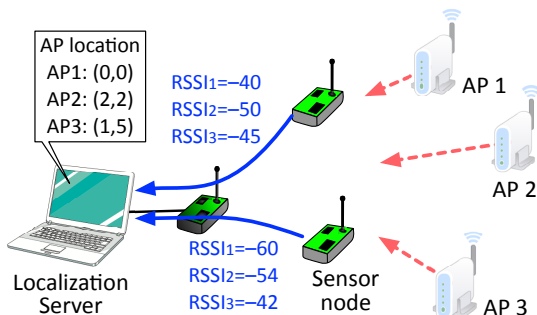 AP location
AP1: (0,0)
AP2: (2,2)
AP3: (1,5)
RSSI1=−40
RSSI2=−50
RSSI3=−45
AP 1
AP 2
RSSI1=−60
RSSI2=−54
RSSI3=−42
Localization
Server
Sensor
node
AP 3